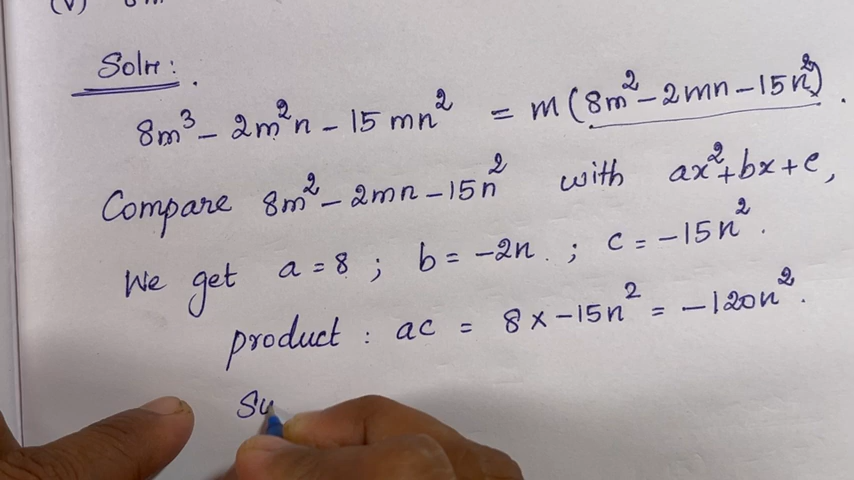 (v)
Soln:
8m³ - 2m²n - 15mn² = m(8m² - 2mn - 15n²).
Compare 8m² - 2mn - 15n² with ax² + bx + c,
We get a = 8 ; b = -2n . ; c = -15n².
product : ac = 8 x -15n² = -120n².
Su